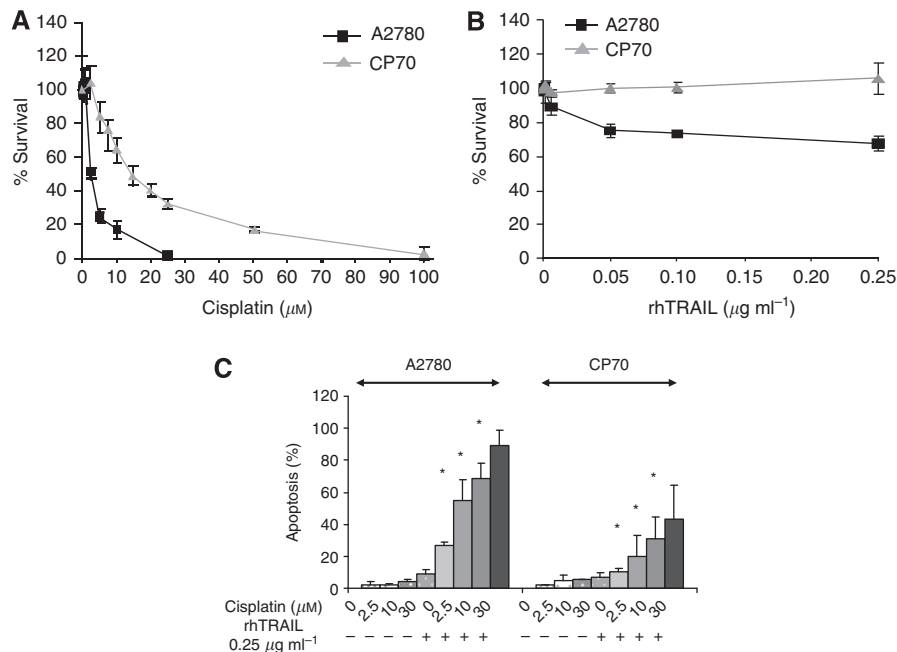 A
140
120
100
80
60
40
20
0
% Survival
A2780
CP70
0 10 20 30 40 50 60 70 80 90 100
Cisplatin (μM)
B
140
120
100
80
60
40
20
0
% Survival
A2780
CP70
0 0.05 0.10 0.15 0.20 0.25
rhTRAIL (μg ml⁻¹)
C
A2780 CP70
120
100
80
60
40
20
0
Apoptosis (%)
* * * * * *
Cisplatin (μM) 0 2.5 10 30 0 2.5 10 30 0 2.5 10 30 0 2.5 10 30
rhTRAIL
0.25 μg ml⁻¹ – – – – + + + + – – – – + + + +